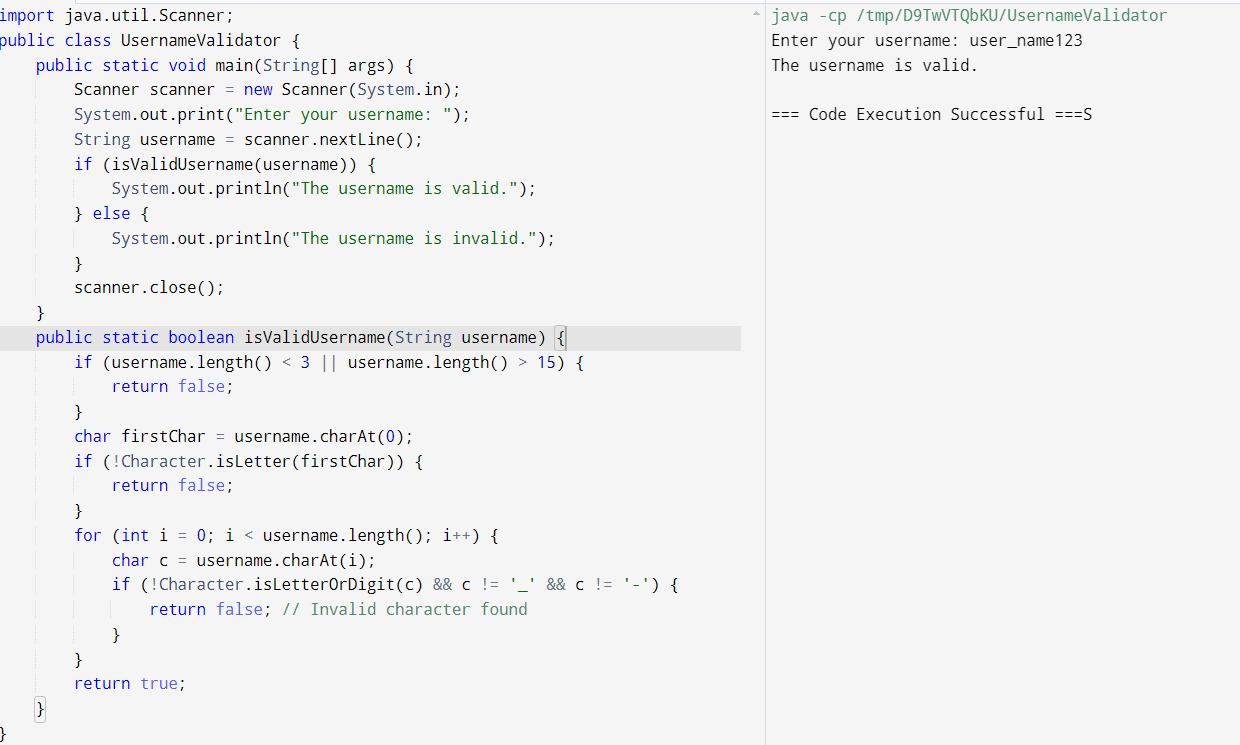 import java.util.Scanner;
public class UsernameValidator {
    public static void main(String[] args) {
        Scanner scanner = new Scanner(System.in);
        System.out.print("Enter your username: ");
        String username = scanner.nextLine();
        if (isValidUsername(username)) {
            System.out.println("The username is valid.");
        } else {
            System.out.println("The username is invalid.");
        }
        scanner.close();
    }
    public static boolean isValidUsername(String username) {
        if (username.length() < 3 || username.length() > 15) {
            return false;
        }
        char firstChar = username.charAt(0);
        if (!Character.isLetter(firstChar)) {
            return false;
        }
        for (int i = 0; i < username.length(); i++) {
            char c = username.charAt(i);
            if (!Character.isLetterOrDigit(c) && c != '_' && c != '-') {
                return false; // Invalid character found
            }
        }
        return true;
    }
}
java -cp /tmp/D9TwVTQbKU/UsernameValidator
Enter your username: user_name123
The username is valid.
=== Code Execution Successful ===S